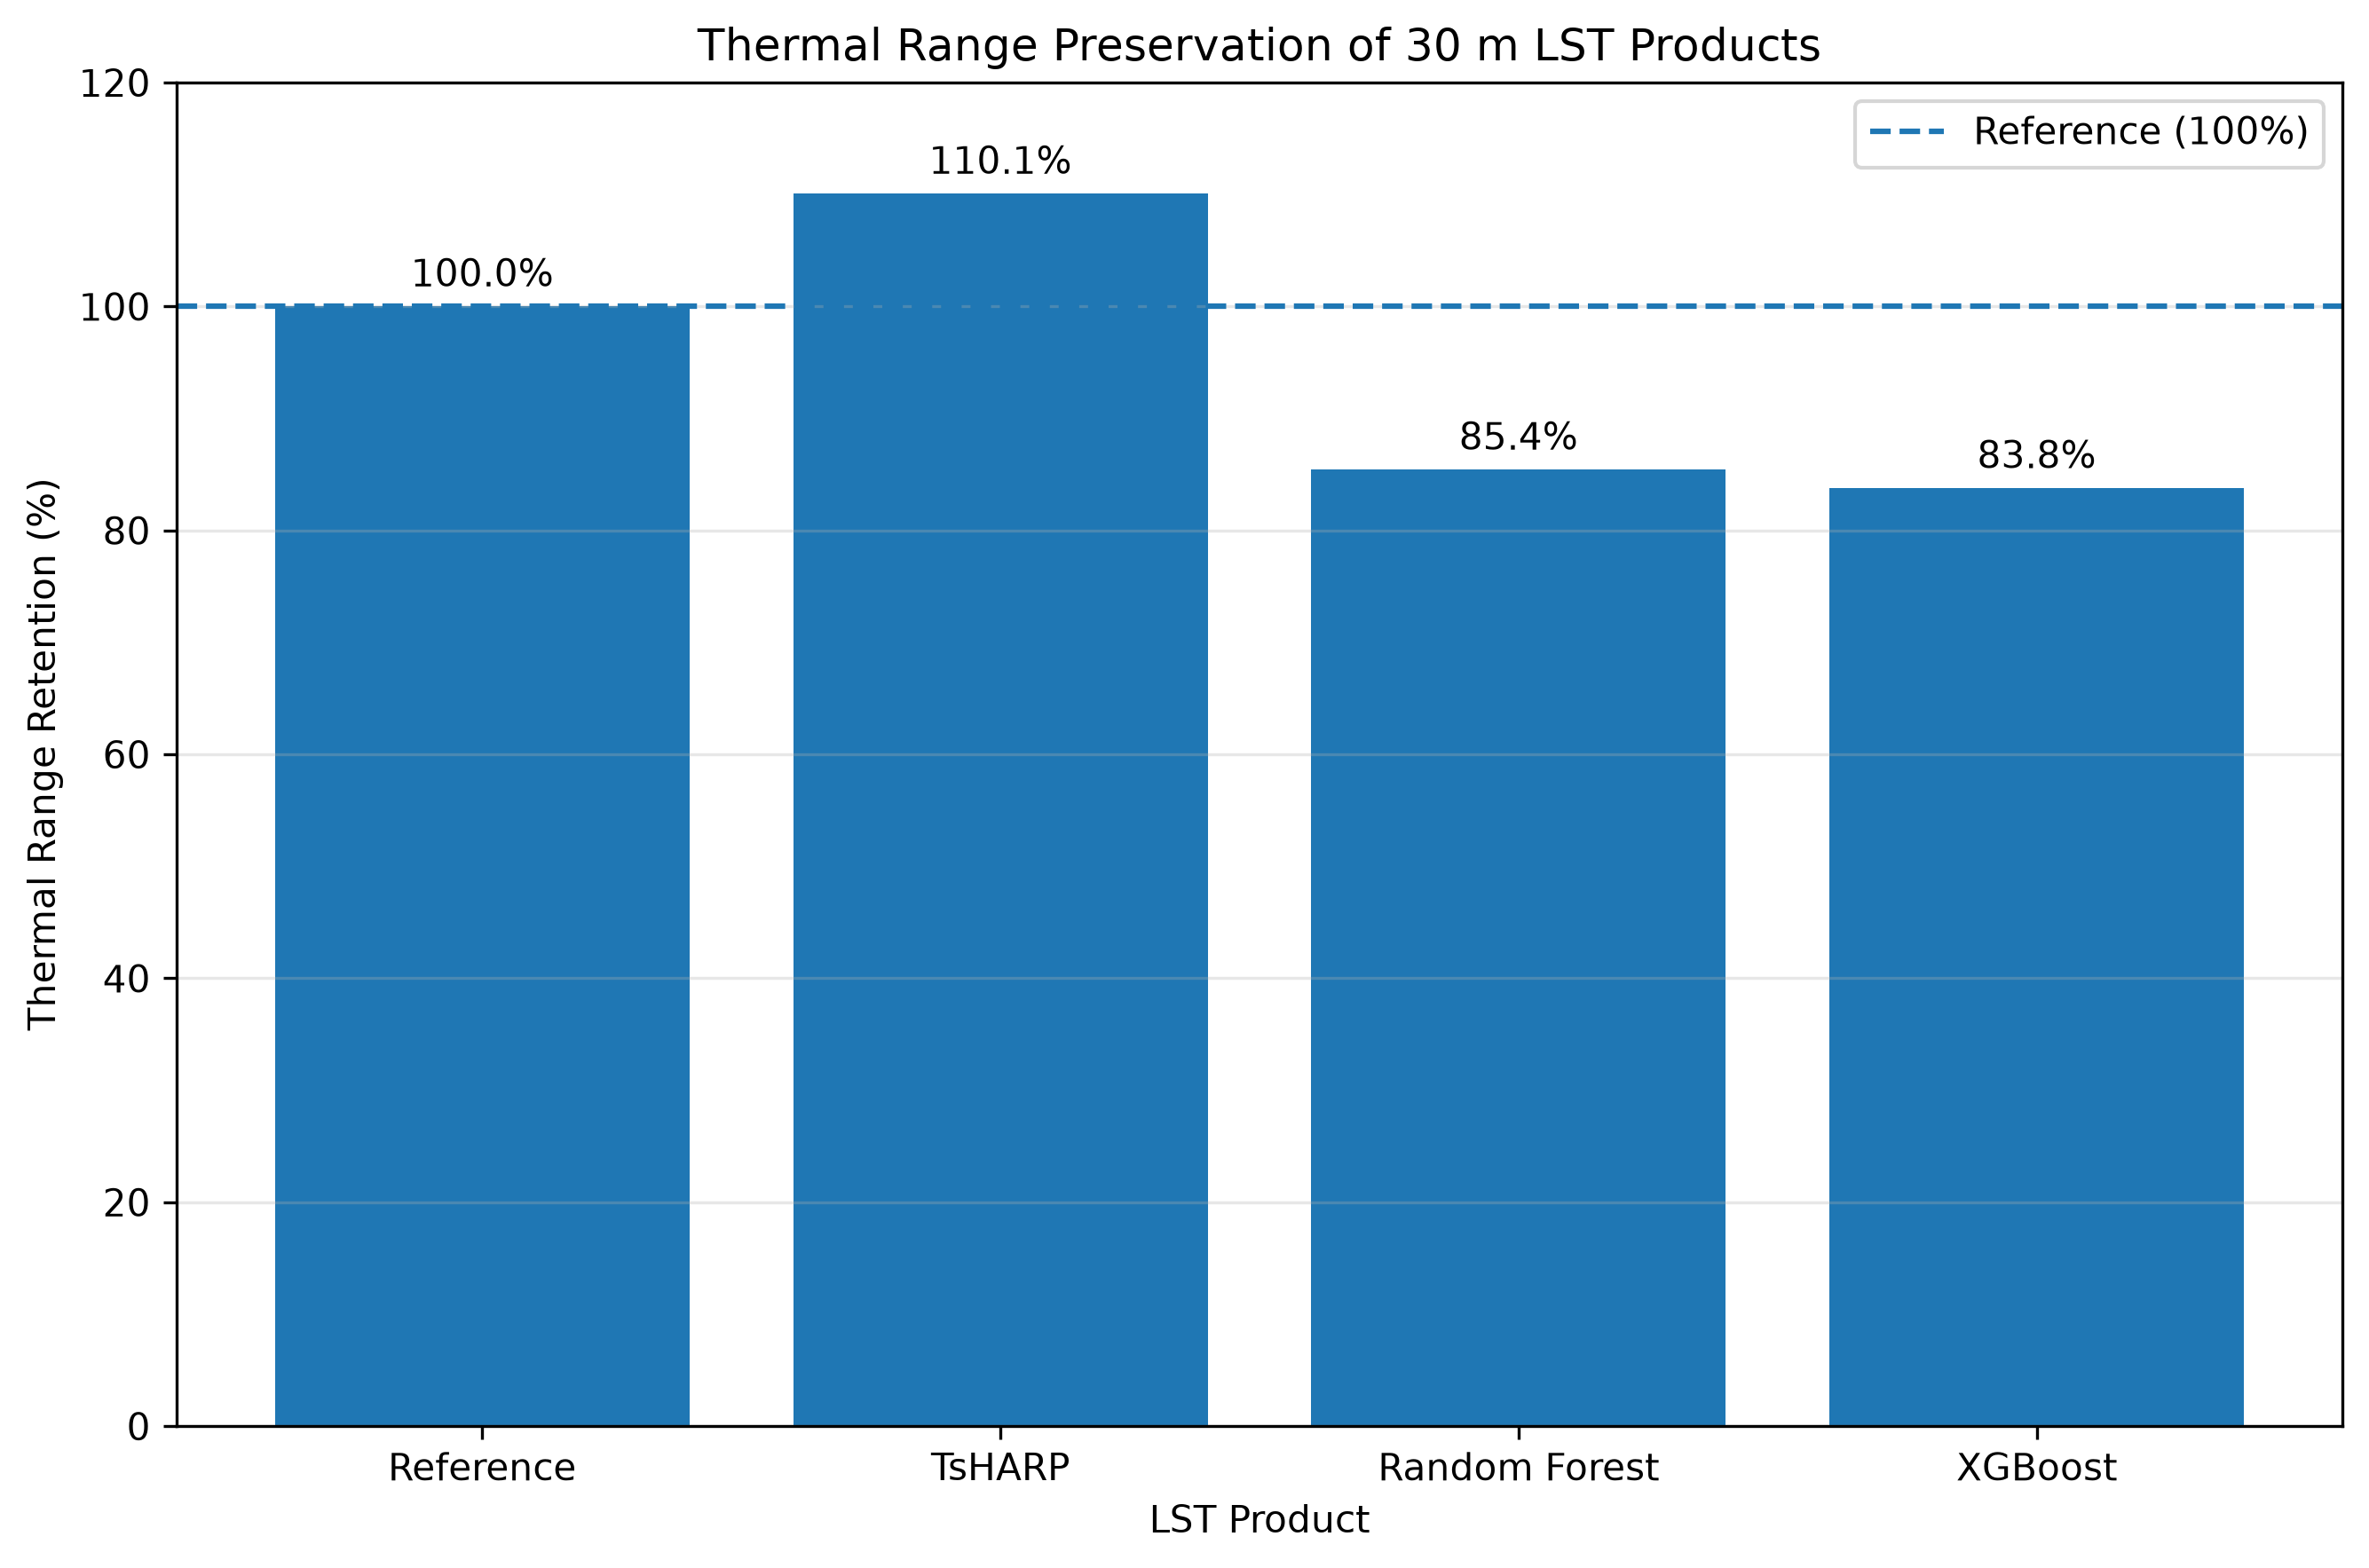 Thermal Range Preservation of 30 m LST Products
Reference (100%)
Thermal Range Retention (%)
120
100
80
60
40
20
0
100.0%
110.1%
85.4%
83.8%
Reference
TsHARP
Random Forest
XGBoost
LST Product